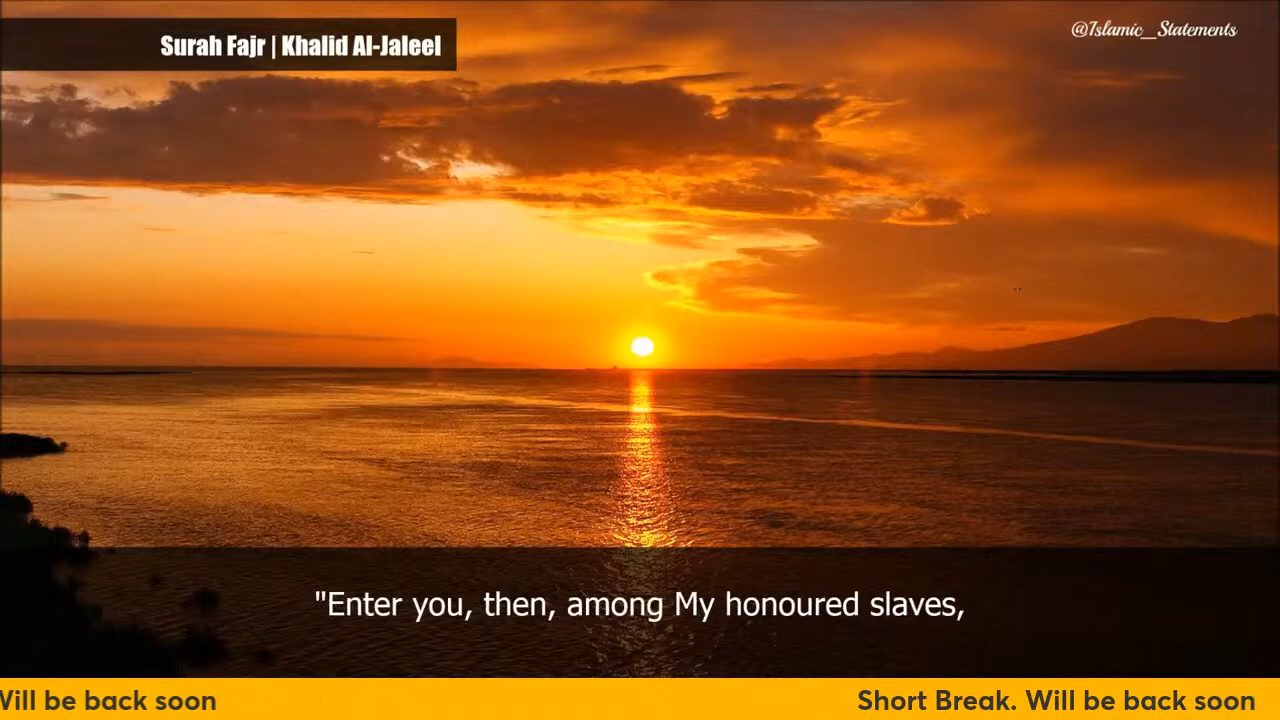 Surah Fajr | Khalid Al-Jaleel
@Islamic_Statements
"Enter you, then, among My honoured slaves,
Will be back soon
Short Break. Will be back soon